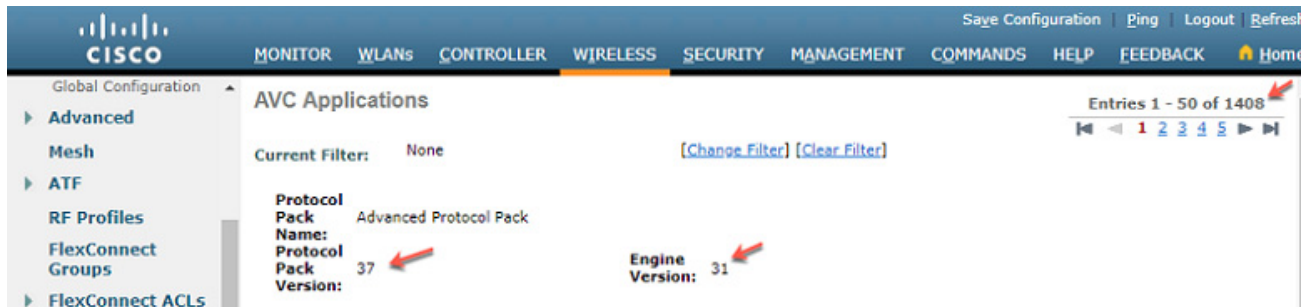 Save Configuration Ping Logout Refresh
CISCO
MONITOR WLANs CONTROLLER WIRELESS SECURITY MANAGEMENT COMMANDS HELP FEEDBACK Home
Global Configuration
Advanced
Mesh
ATF
RF Profiles
FlexConnect
Groups
FlexConnect ACLs
AVC Applications
Entries 1 - 50 of 1408
1 2 3 4 5
Current Filter: None [Change Filter] [Clear Filter]
Protocol
Pack
Name:
Advanced Protocol Pack
Protocol
Pack
Version:
37
Engine
Version:
31